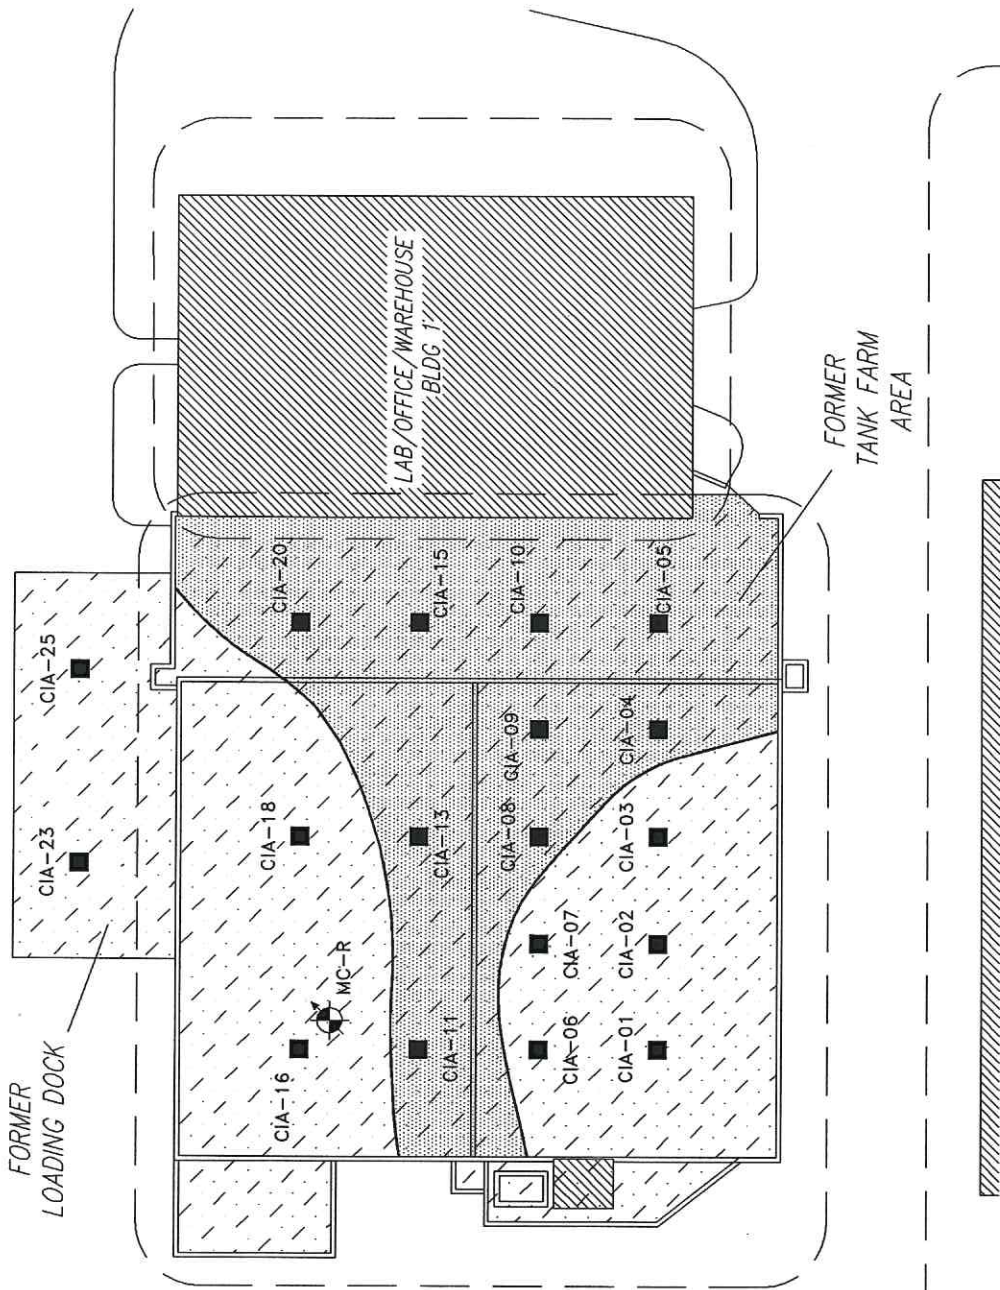 FORMER
LOADING DOCK
CIA-23
CIA-25
CIA-16
MC-R
CIA-18
CIA-20
CIA-11
CIA-13
CIA-15
LAB/OFFICE/WAREHOUSE
BLDG 1
CIA-06
CIA-07
CIA-08
CIA-09
CIA-10
CIA-01
CIA-02
CIA-03
CIA-04
CIA-05
FORMER
TANK FARM
AREA